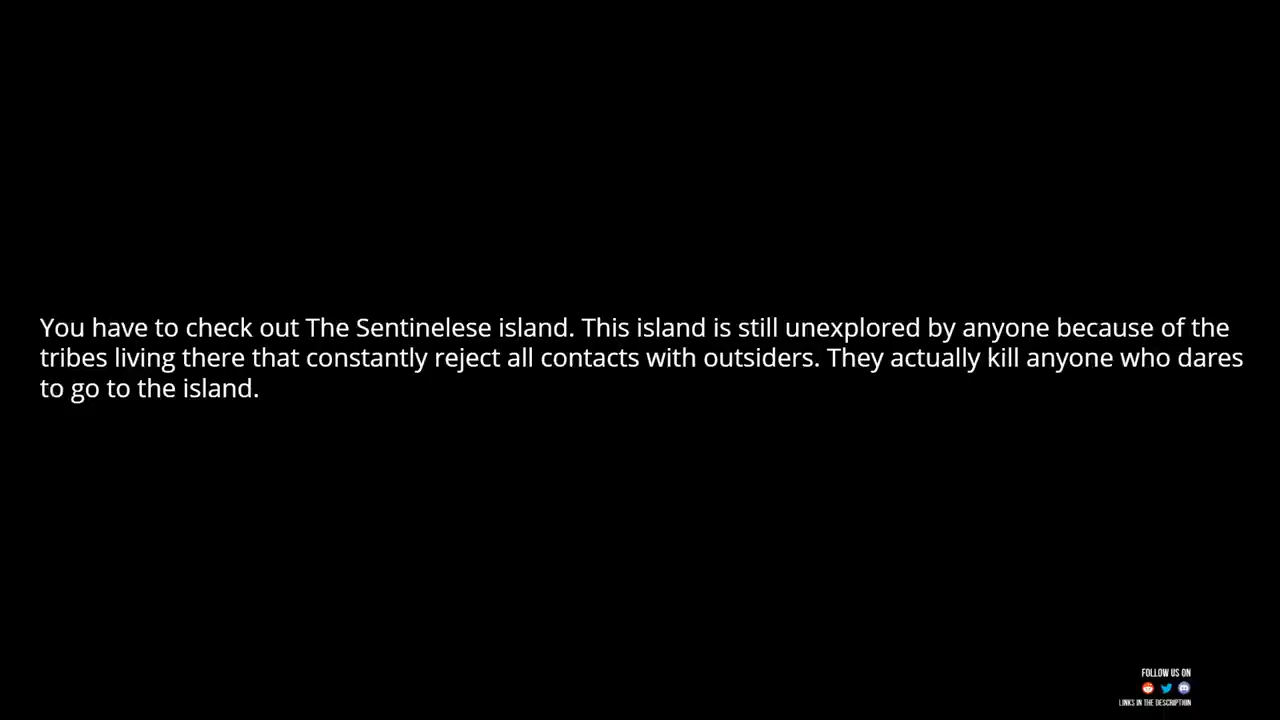 You have to check out The Sentinelese island. This island is still unexplored by anyone because of the
tribes living there that constantly reject all contacts with outsiders. They actually kill anyone who dares
to go to the island.
FOLLOW US ON
LINKS IN THE DESCRIPTION